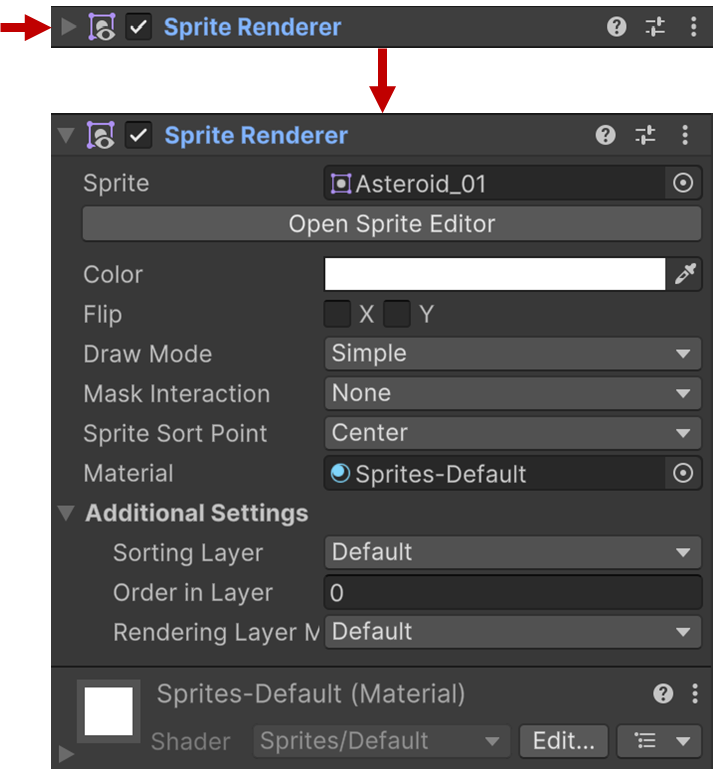 Sprite Renderer
Sprite Renderer
Sprite Asteroid_01
Open Sprite Editor
Color
Flip X Y
Draw Mode Simple
Mask Interaction None
Sprite Sort Point Center
Material Sprites-Default
Additional Settings
Sorting Layer Default
Order in Layer 0
Rendering Layer M Default
Sprites-Default (Material)
Shader Sprites/Default Edit...